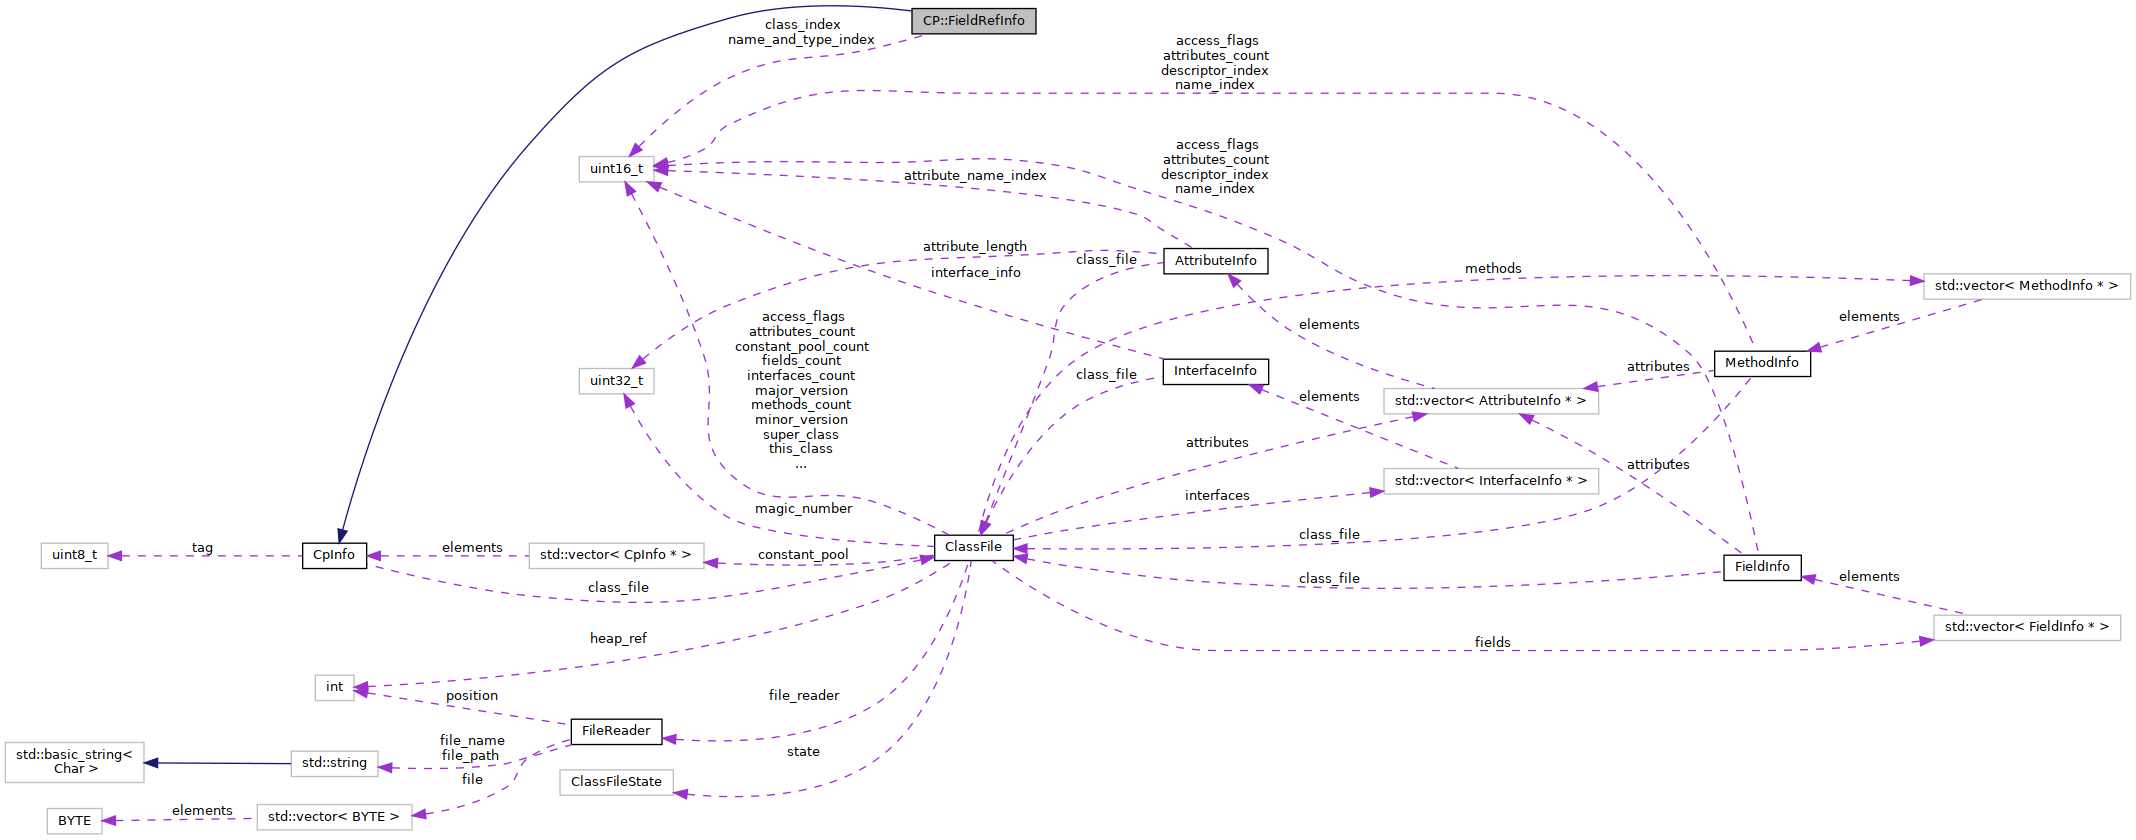 CP::FieldRefInfo
class_index
name_and_type_index
access_flags
attributes_count
descriptor_index
name_index
access_flags
attributes_count
descriptor_index
name_index
uint16_t
attribute_name_index
attribute_length
class_file
AttributeInfo
interface_info
methods
std::vector< MethodInfo * >
access_flags
attributes_count
constant_pool_count
fields_count
interfaces_count
major_version
methods_count
minor_version
super_class
this_class
...
elements
elements
uint32_t
class_file
InterfaceInfo
MethodInfo
attributes
elements
std::vector< AttributeInfo * >
attributes
attributes
std::vector< InterfaceInfo * >
interfaces
magic_number
class_file
uint8_t
tag
CpInfo
elements
std::vector< CpInfo * >
constant_pool
ClassFile
class_file
class_file
FieldInfo
elements
std::vector< FieldInfo * >
heap_ref
fields
int
position
file_reader
FileReader
file_name
file_path
std::basic_string<
Char >
std::string
file
state
ClassFileState
BYTE
elements
std::vector< BYTE >